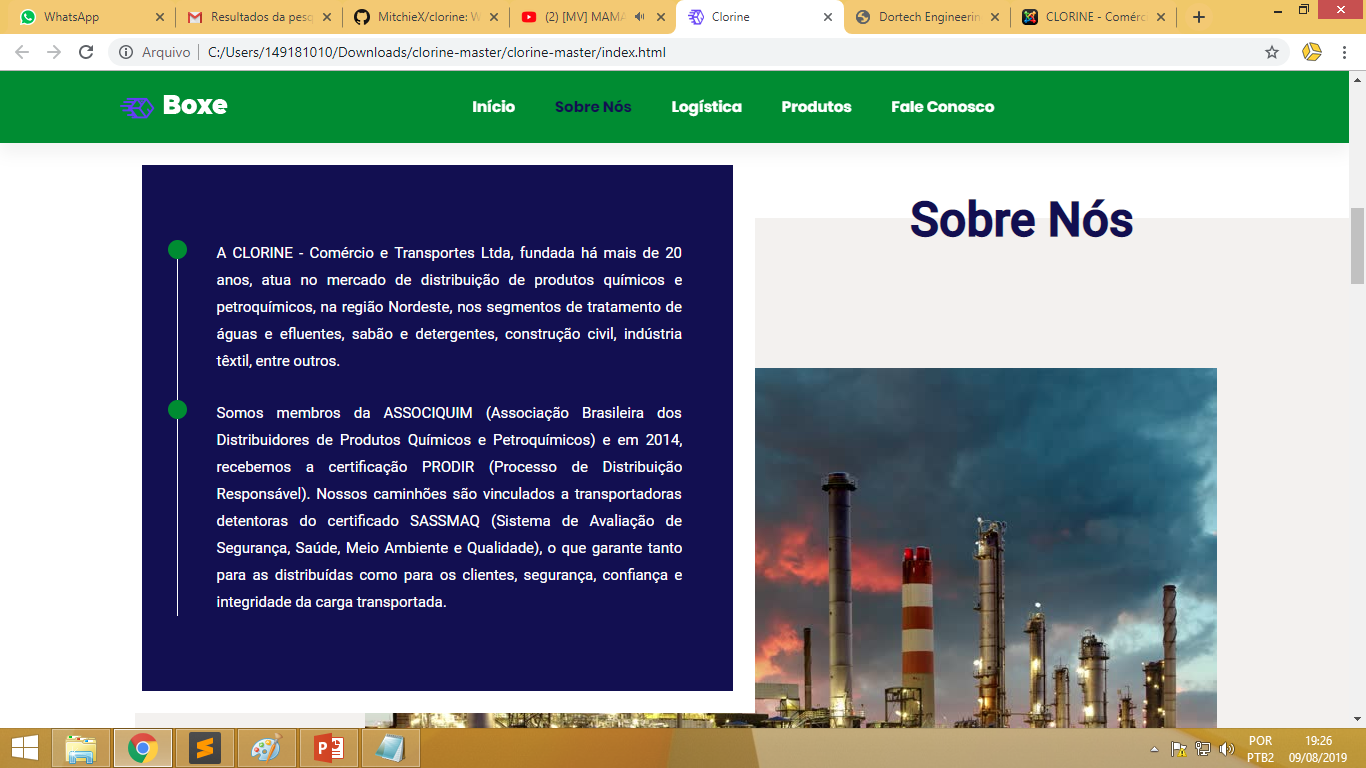 WhatsApp
Resultados da pesq
MitchieX/clorine: W
(2) [MV] MAMA
Clorine
Dortech Engineerin
CLORINE - Comérc
Arquivo
C:/Users/149181010/Downloads/clorine-master/clorine-master/index.html
Boxe
Início
Sobre Nós
Logística
Produtos
Fale Conosco
A CLORINE - Comércio e Transportes Ltda, fundada há mais de 20
anos, atua no mercado de distribuição de produtos químicos e
petroquímicos, na região Nordeste, nos segmentos de tratamento de
águas e efluentes, sabão e detergentes, construção civil, indústria
têxtil, entre outros.
Somos membros da ASSOCIQUIM (Associação Brasileira dos
Distribuidores de Produtos Químicos e Petroquímicos) e em 2014,
recebemos a certificação PRODIR (Processo de Distribuição
Responsável). Nossos caminhões são vinculados a transportadoras
detentoras do certificado SASSMAQ (Sistema de Avaliação de
Segurança, Saúde, Meio Ambiente e Qualidade), o que garante tanto
para as distribuídas como para os clientes, segurança, confiança e
integridade da carga transportada.
Sobre Nós
POR
PTB2
19:26
09/08/2019